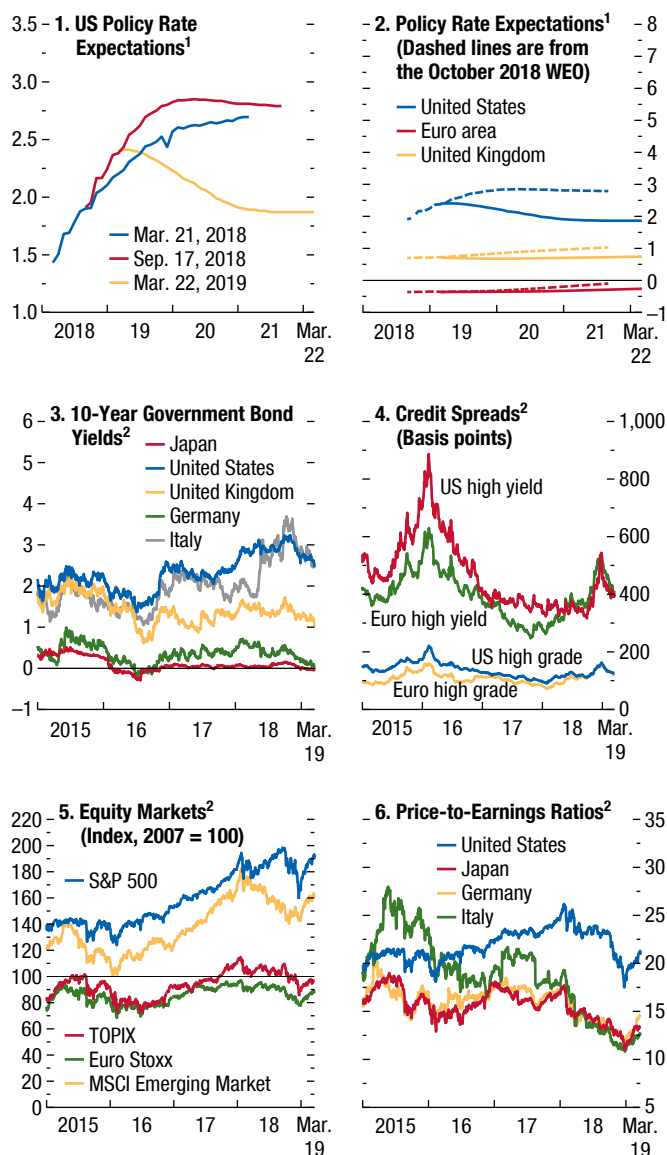 1. US Policy Rate
Expectations¹
3.5
3.0
2.5
2.0
1.5
1.0
Mar. 21, 2018
Sep. 17, 2018
Mar. 22, 2019
2018
19
20
21
Mar.
22
2. Policy Rate Expectations¹
(Dashed lines are from
the October 2018 WEO)
United States
Euro area
United Kingdom
8
7
6
5
4
3
2
1
0
–1
2018
19
20
21
Mar.
22
3. 10-Year Government Bond
Yields²
Japan
United States
United Kingdom
Germany
Italy
6
5
4
3
2
1
0
–1
2015
16
17
18
Mar.
19
4. Credit Spreads²
(Basis points)
US high yield
Euro high yield
US high grade
Euro high grade
1,000
800
600
400
200
0
2015
16
17
18
Mar.
19
5. Equity Markets²
(Index, 2007 = 100)
S&P 500
TOPIX
Euro Stoxx
MSCI Emerging Market
220
200
180
160
140
120
100
80
60
40
20
0
2015
16
17
18
Mar.
19
6. Price-to-Earnings Ratios²
United States
Japan
Germany
Italy
35
30
25
20
15
10
5
2015
16
17
18
Mar.
19